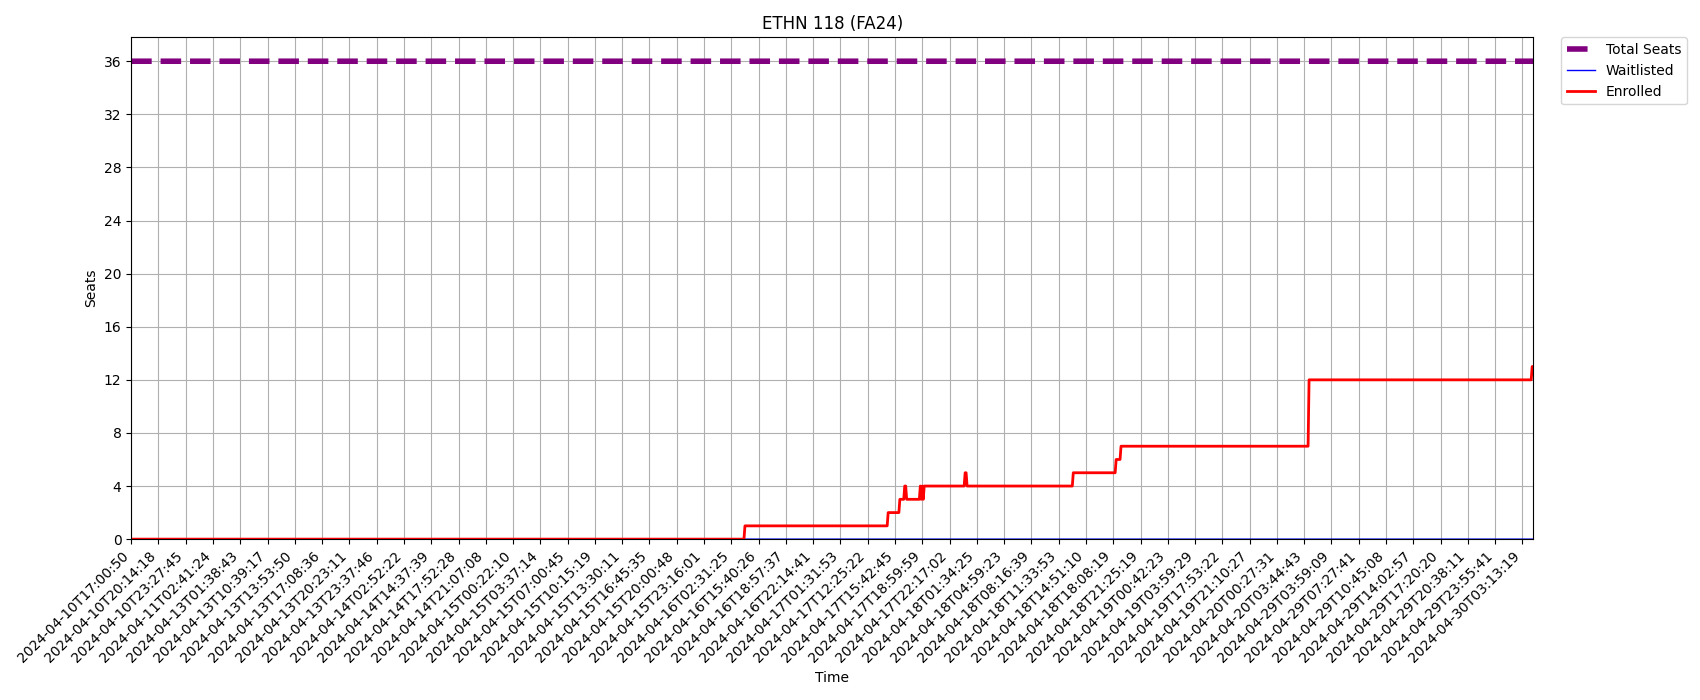 ETHN 118 (FA24)
Total Seats
Waitlisted
Enrolled
Seats
36
32
28
24
20
16
12
8
4
0
2024-04-10T17:00:50
2024-04-10T20:14:18
2024-04-10T23:27:45
2024-04-11T02:41:24
2024-04-13T01:38:43
2024-04-13T10:39:17
2024-04-13T13:53:50
2024-04-13T17:08:36
2024-04-13T20:23:11
2024-04-13T23:37:46
2024-04-14T02:52:22
2024-04-14T14:37:39
2024-04-14T17:52:28
2024-04-14T21:07:08
2024-04-15T00:22:10
2024-04-15T03:37:14
2024-04-15T07:00:45
2024-04-15T10:15:19
2024-04-15T13:30:11
2024-04-15T16:45:35
2024-04-15T20:00:48
2024-04-15T23:16:01
2024-04-16T02:31:25
2024-04-16T15:40:26
2024-04-16T18:57:37
2024-04-16T22:14:41
2024-04-17T01:31:53
2024-04-17T12:25:22
2024-04-17T15:42:45
2024-04-17T18:59:59
2024-04-17T22:17:02
2024-04-18T01:34:25
2024-04-18T04:59:23
2024-04-18T08:16:39
2024-04-18T11:33:53
2024-04-18T14:51:10
2024-04-18T18:08:19
2024-04-18T21:25:19
2024-04-19T00:42:23
2024-04-19T03:59:29
2024-04-19T17:53:22
2024-04-19T21:10:27
2024-04-20T00:27:31
2024-04-20T03:44:43
2024-04-29T03:59:09
2024-04-29T07:27:41
2024-04-29T10:45:08
2024-04-29T14:02:57
2024-04-29T17:20:20
2024-04-29T20:38:11
2024-04-29T23:55:41
2024-04-30T03:13:19
Time